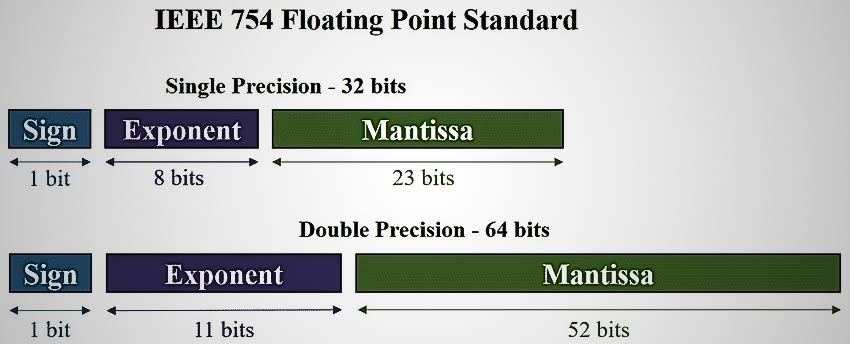 IEEE 754 Floating Point Standard
Single Precision - 32 bits
Sign Exponent Mantissa
1 bit 8 bits 23 bits
Double Precision - 64 bits
Sign Exponent Mantissa
1 bit 11 bits 52 bits